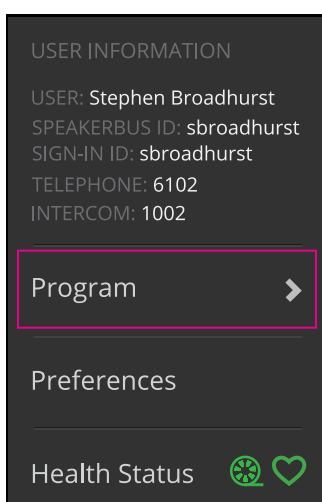 USER INFORMATION
USER: Stephen Broadhurst
SPEAKERBUS ID: sbroadhurst
SIGN-IN ID: sbroadhurst
TELEPHONE: 6102
INTERCOM: 1002
Program
Preferences
Health Status